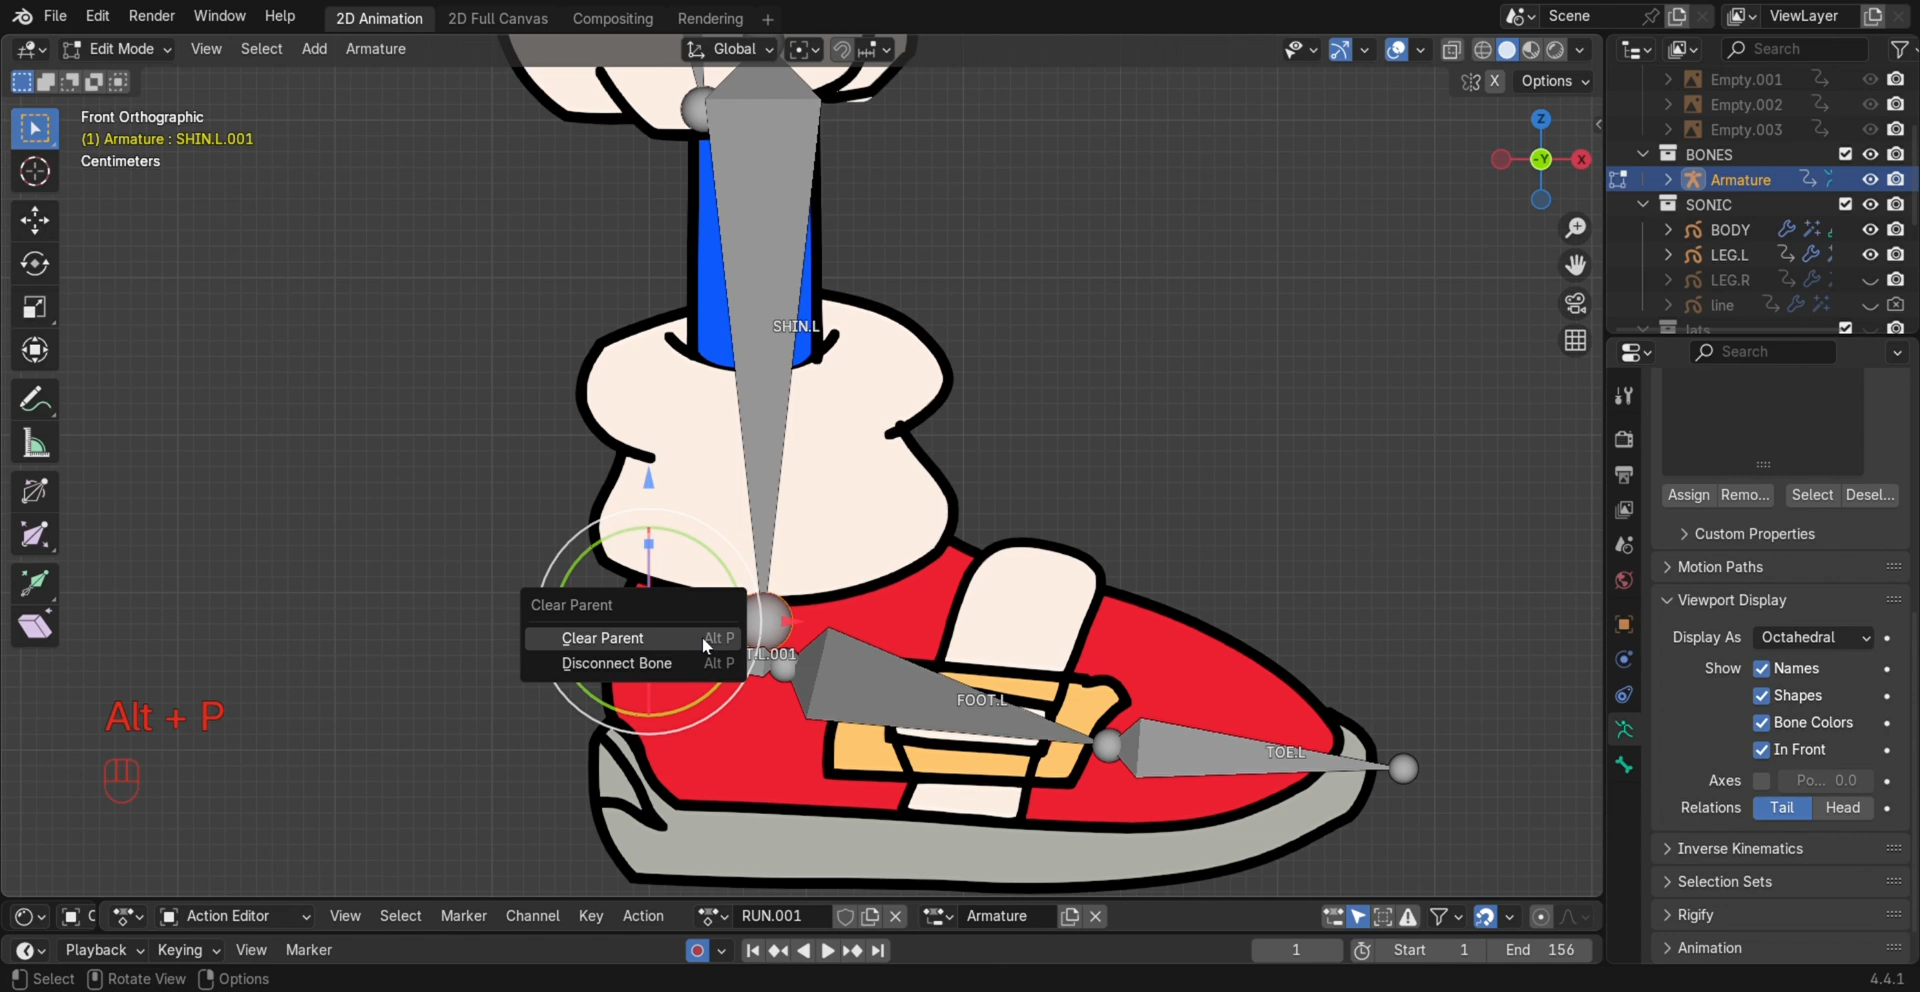 File Edit Render Window Help 2D Animation 2D Full Canvas Compositing Rendering + Scene ViewLayer
Edit Mode View Select Add Armature Global Search
X Options
Front Orthographic
(1) Armature : SHIN.L.001
Centimeters
Z
-Y X
Empty.001
Empty.002
Empty.003
BONES
Armature
SONIC
BODY
LEG.L
LEG.R
line
Search
SHIN.L
Assign Remo... Select Desel...
Custom Properties
Motion Paths
Viewport Display
Display As Octahedral
Show Names
Shapes
Bone Colors
In Front
Axes Po... 0.0
Relations Tail Head
Inverse Kinematics
Selection Sets
Rigify
Animation
Clear Parent
Clear Parent Alt P
Disconnect Bone Alt P
T.L.001
FOOT.L
TOE.L
Alt + P
Action Editor View Select Marker Channel Key Action RUN.001 Armature
Playback Keying View Marker 1 Start 1 End 156
Select Rotate View Options 4.4.1